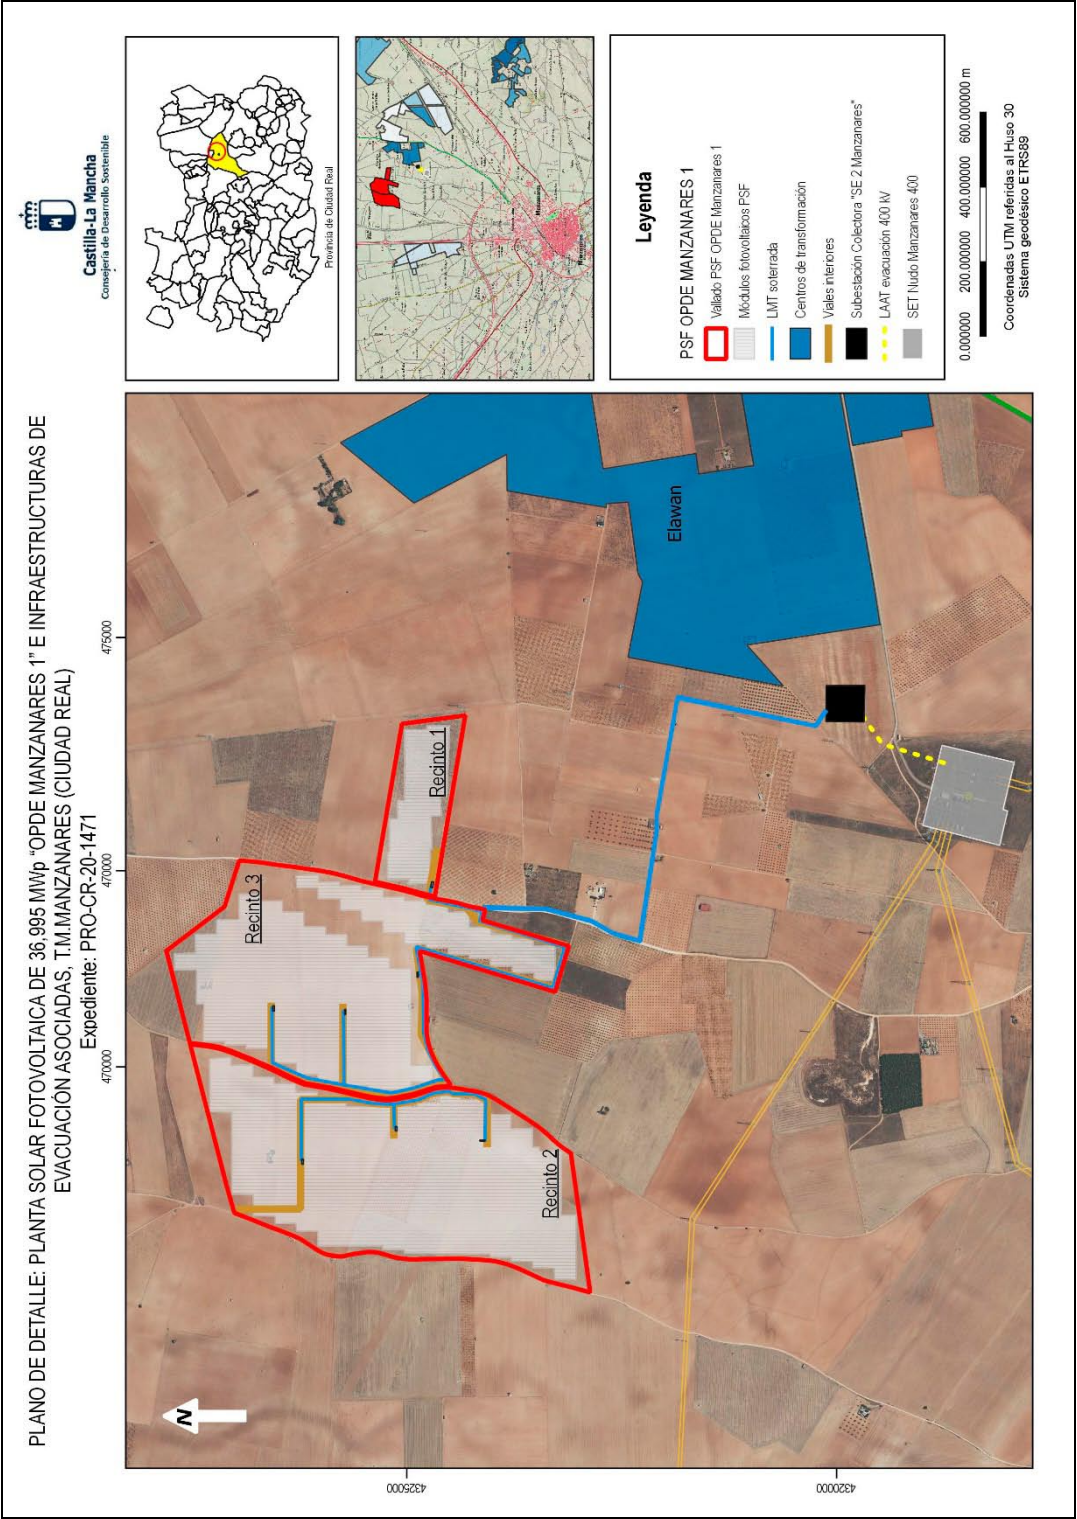 PLANO DE DETALLE: PLANTA SOLAR FOTOVOLTAICA DE 36,995 MWp "OPDE MANZANARES 1" E INFRAESTRUCTURAS DE
EVACUACIÓN ASOCIADAS, T.M.MANZANARES (CIUDAD REAL)
Expediente: PRO-CR-20-1471
Castilla-La Mancha
Consejería de Desarrollo Sostenible
Provincia de Ciudad Real
Manzanares
Leyenda
PSF OPDE MANZANARES 1
Vallado PSF OPDE Manzanares 1
Módulos fotovoltaicos PSF
LMT soterrada
Centros de transformación
Viales interiores
Subestación Colectora "SE 2 Manzanares"
LAAT evacuación 400 kV
SET Nudo Manzanares 400
0.000000 200.000000 400.000000 600.000000 m
Coordenadas UTM referidas al Huso 30
Sistema geodésico ETRS89
470000
470000
475000
4325000
4320000
N
Recinto 1
Recinto 2
Recinto 3
Elawan